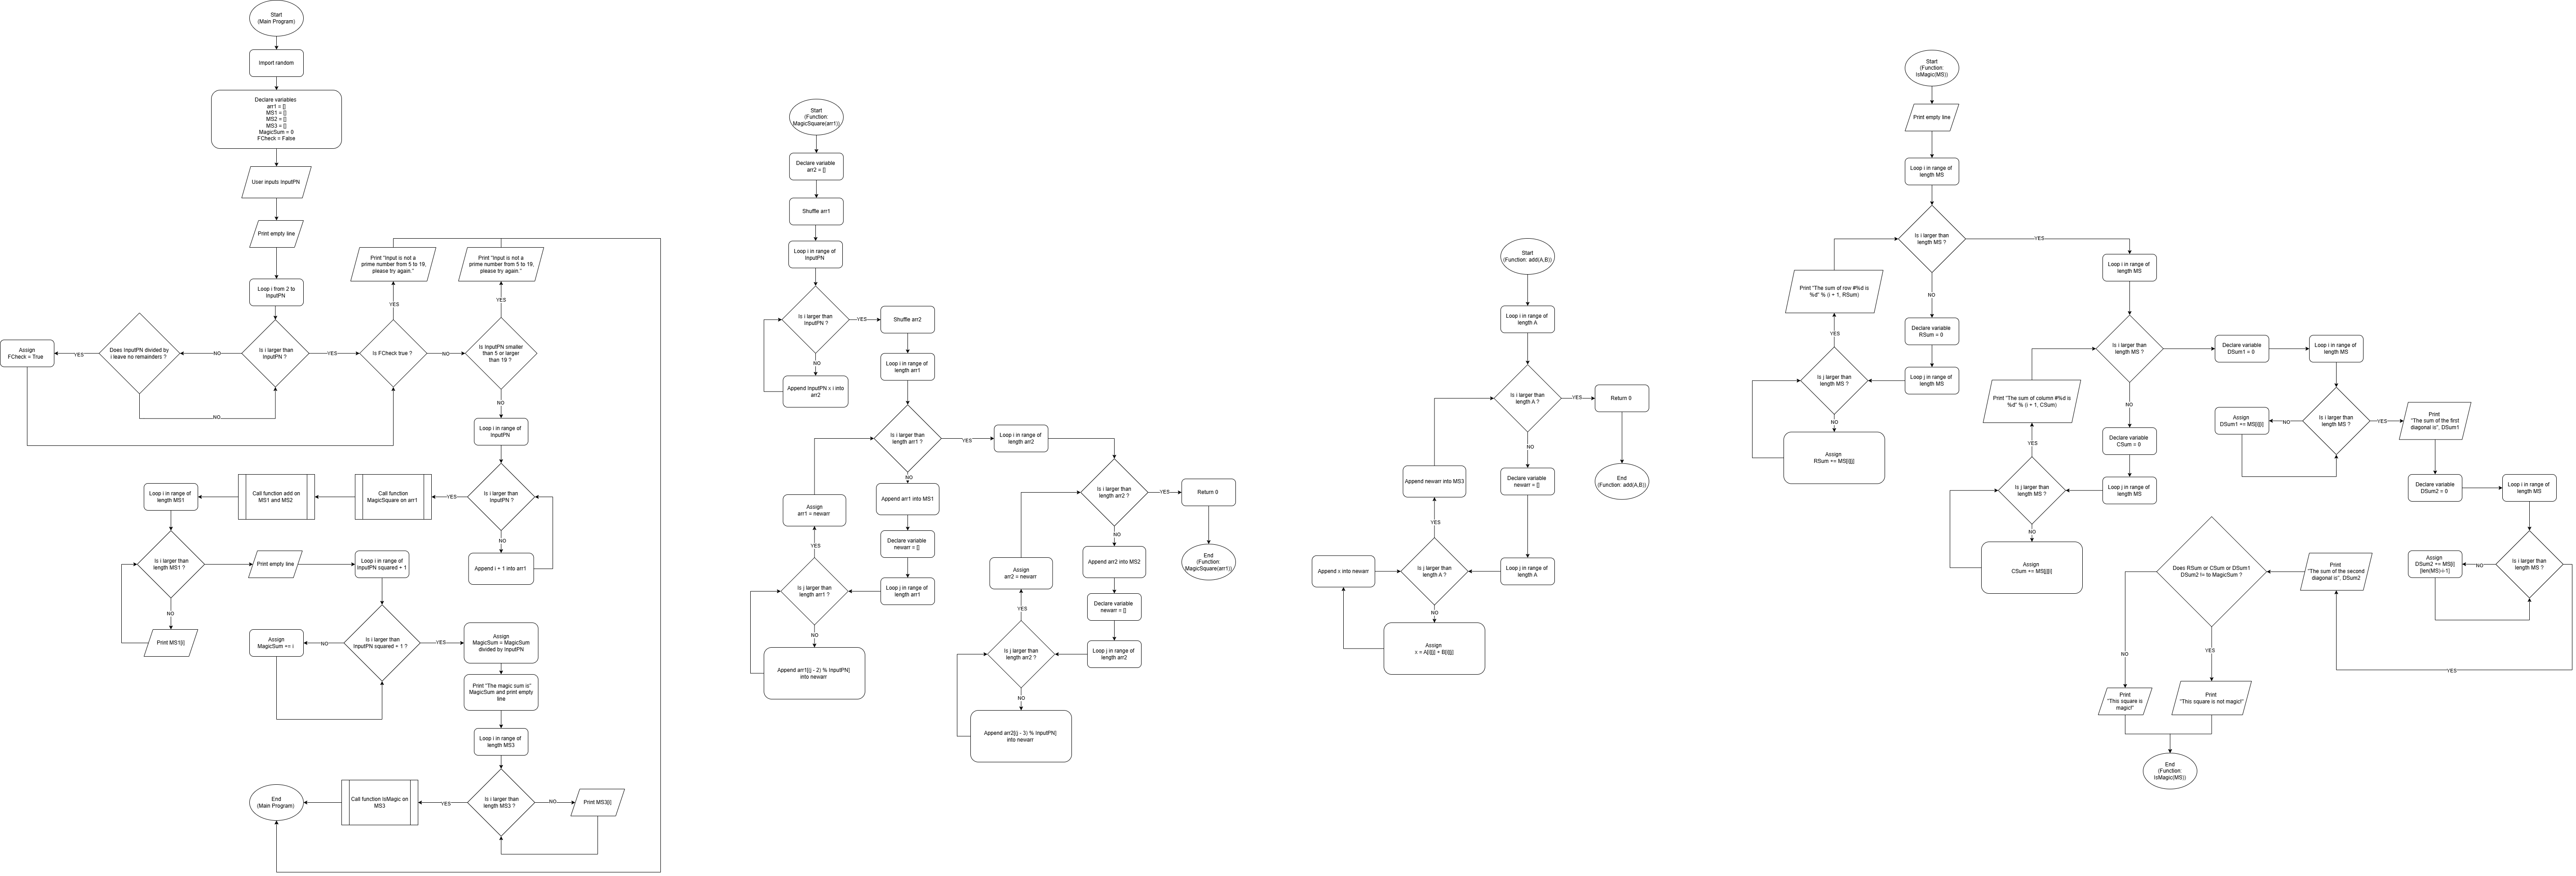 Start
(Main Program)
Import random
Declare variables
arr1 = []
MS1 = []
MS2 = []
MS3 = []
MagicSum = 0
FCheck = False
User inputs InputPN
Print empty line
Loop i from 2 to
InputPN
Is i larger than
InputPN ?
NO
YES
Does InputPN divided by
i leave no remainders ?
YES
NO
Assign
FCheck = True
Is FCheck true ?
YES
NO
Print "Input is not a
prime number from 5 to 19,
please try again."
Is InputPN smaller
than 5 or larger
than 19 ?
YES
NO
Print "Input is not a
prime number from 5 to 19,
please try again."
Loop i in range of
InputPN
Is i larger than
InputPN ?
YES
NO
Append i + 1 into arr1
Call function
MagicSquare on arr1
Call function add on
MS1 and MS2
Loop i in range of
length MS1
Is i larger than
length MS1 ?
YES
NO
Print MS1[i]
Print empty line
Loop i in range of
InputPN squared + 1
Is i larger than
InputPN squared + 1 ?
NO
YES
Assign
MagicSum += i
Assign
MagicSum = MagicSum
divided by InputPN
Print "The magic sum is"
MagicSum and print empty
line
Loop i in range of
length MS3
Is i larger than
length MS3 ?
NO
YES
Print MS3[i]
Call function IsMagic on
MS3
End
(Main Program)
Start
(Function:
MagicSquare(arr1))
Declare variable
arr2 = []
Shuffle arr1
Loop i in range of
InputPN
Is i larger than
InputPN ?
YES
NO
Append InputPN x i into
arr2
Shuffle arr2
Loop i in range of
length arr1
Is i larger than
length arr1 ?
YES
NO
Append arr1 into MS1
Declare variable
newarr = []
Loop j in range of
length arr1
Is j larger than
length arr1 ?
YES
NO
Assign
arr1 = newarr
Append arr1[(j - 2) % InputPN]
into newarr
Loop i in range of
length arr2
Is i larger than
length arr2 ?
YES
NO
Append arr2 into MS2
Declare variable
newarr = []
Loop j in range of
length arr2
Is j larger than
length arr2 ?
YES
NO
Assign
arr2 = newarr
Append arr2[(j - 3) % InputPN]
into newarr
Return 0
End
(Function:
MagicSquare(arr1))
Start
(Function: add(A,B))
Loop i in range of
length A
Is i larger than
length A ?
YES
NO
Return 0
End
(Function: add(A,B))
Declare variable
newarr = []
Loop j in range of
length A
Is j larger than
length A ?
YES
NO
Append newarr into MS3
Append x into newarr
Assign
x = A[i][j] + B[i][j]
Start
(Function:
IsMagic(MS))
Print empty line
Loop i in range of
length MS
Is i larger than
length MS ?
YES
NO
Declare variable
RSum = 0
Loop j in range of
length MS
Is j larger than
length MS ?
YES
NO
Print "The sum of row #%d is
%d" % (i + 1, RSum)
Assign
RSum += MS[i][j]
Loop i in range of
length MS
Is i larger than
length MS ?
NO
Declare variable
CSum = 0
Loop j in range of
length MS
Is j larger than
length MS ?
YES
NO
Print "The sum of column #%d is
%d" % (i + 1, CSum)
Assign
CSum += MS[j][i]
Declare variable
DSum1 = 0
Loop i in range of
length MS
Is i larger than
length MS ?
NO
YES
Assign
DSum1 += MS[i][i]
Print
"The sum of the first
diagonal is", DSum1
Declare variable
DSum2 = 0
Loop i in range of
length MS
Is i larger than
length MS ?
NO
YES
Assign
DSum2 += MS[i]
[len(MS)-i-1]
Print
"The sum of the second
diagonal is", DSum2
Does RSum or CSum or DSum1
DSum2 != to MagicSum ?
NO
YES
Print
"This square is
magic!"
Print
"This square is not magic!"
End
(Function:
IsMagic(MS))